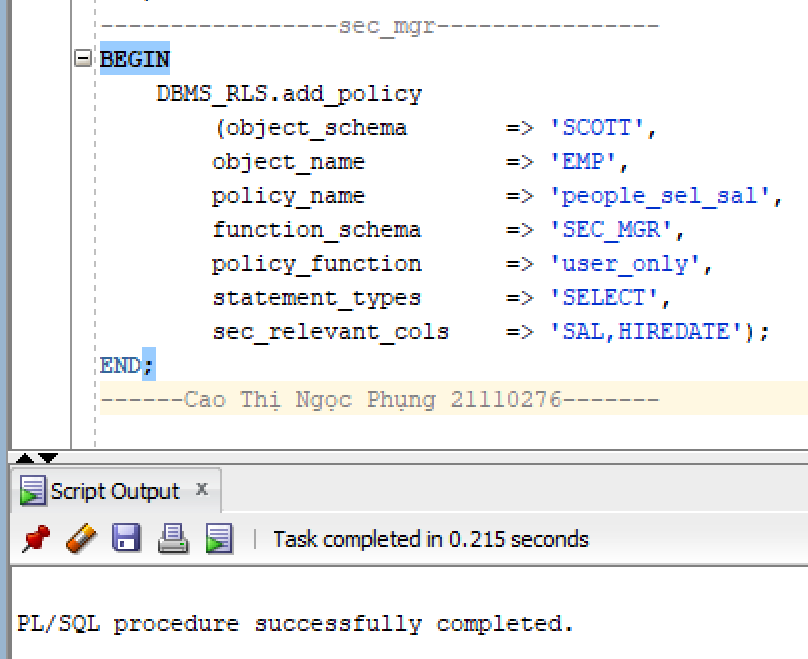 -----------------sec_mgr----------------
BEGIN
    DBMS_RLS.add_policy
        (object_schema       => 'SCOTT',
        object_name          => 'EMP',
        policy_name          => 'people_sel_sal',
        function_schema      => 'SEC_MGR',
        policy_function      => 'user_only',
        statement_types      => 'SELECT',
        sec_relevant_cols    => 'SAL,HIREDATE');
END;
------Cao Thị Ngọc Phụng 21110276-------
Script Output x
Task completed in 0.215 seconds
PL/SQL procedure successfully completed.